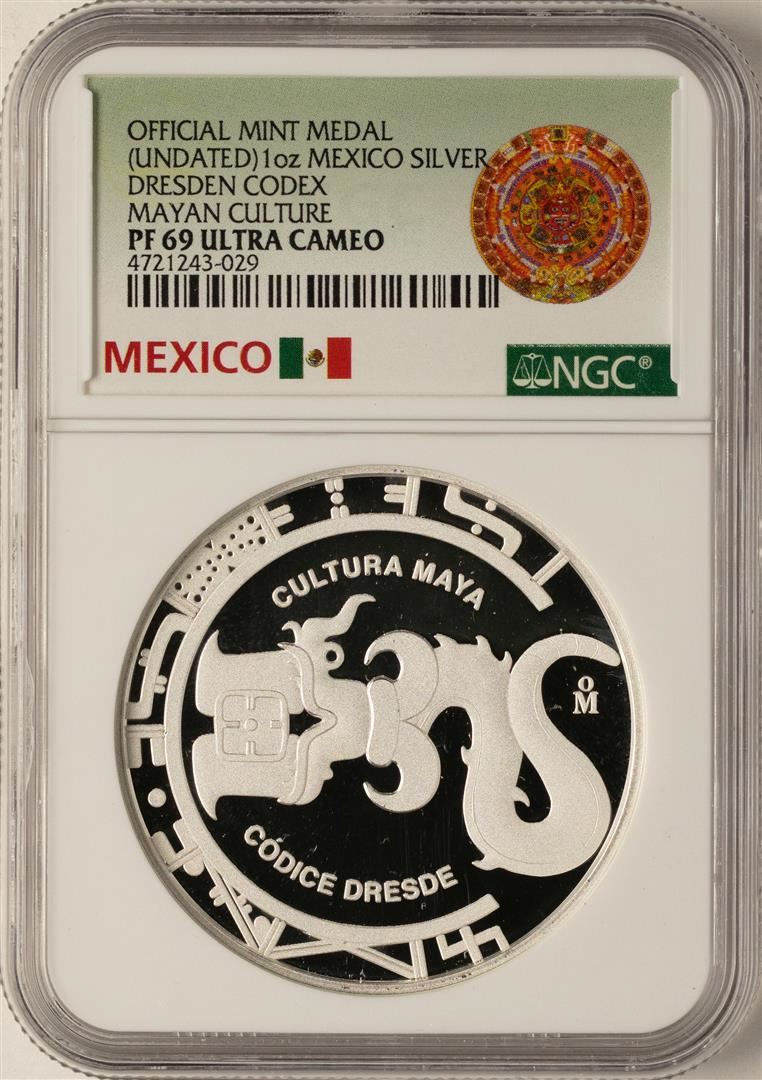 OFFICIAL MINT MEDAL
(UNDATED)1oz MEXICO SILVER
DRESDEN CODEX
MAYAN CULTURE
PF 69 ULTRA CAMEO
4721243-029
MEXICO
NGC®
CULTURA MAYA
oM
CÓDICE DRESDE